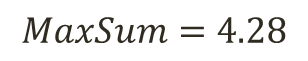 MaxSum = 4.28